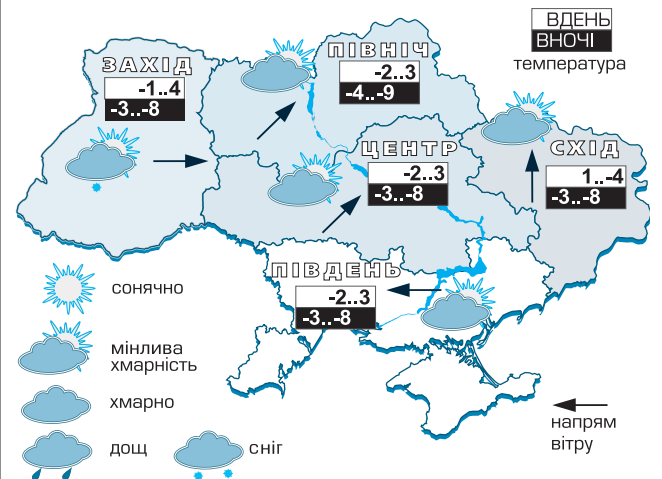 ВДЕНЬ
ВНОЧІ
температура
ПІВНІЧ
-2..3
-4..-9
ЗАХІД
-1..4
-3..-8
ЦЕНТР
-2..3
-3..-8
СХІД
1..-4
-3..-8
ПІВДЕНЬ
-2..3
-3..-8
сонячно
мінлива
хмарність
хмарно
дощ
сніг
напрям
вітру